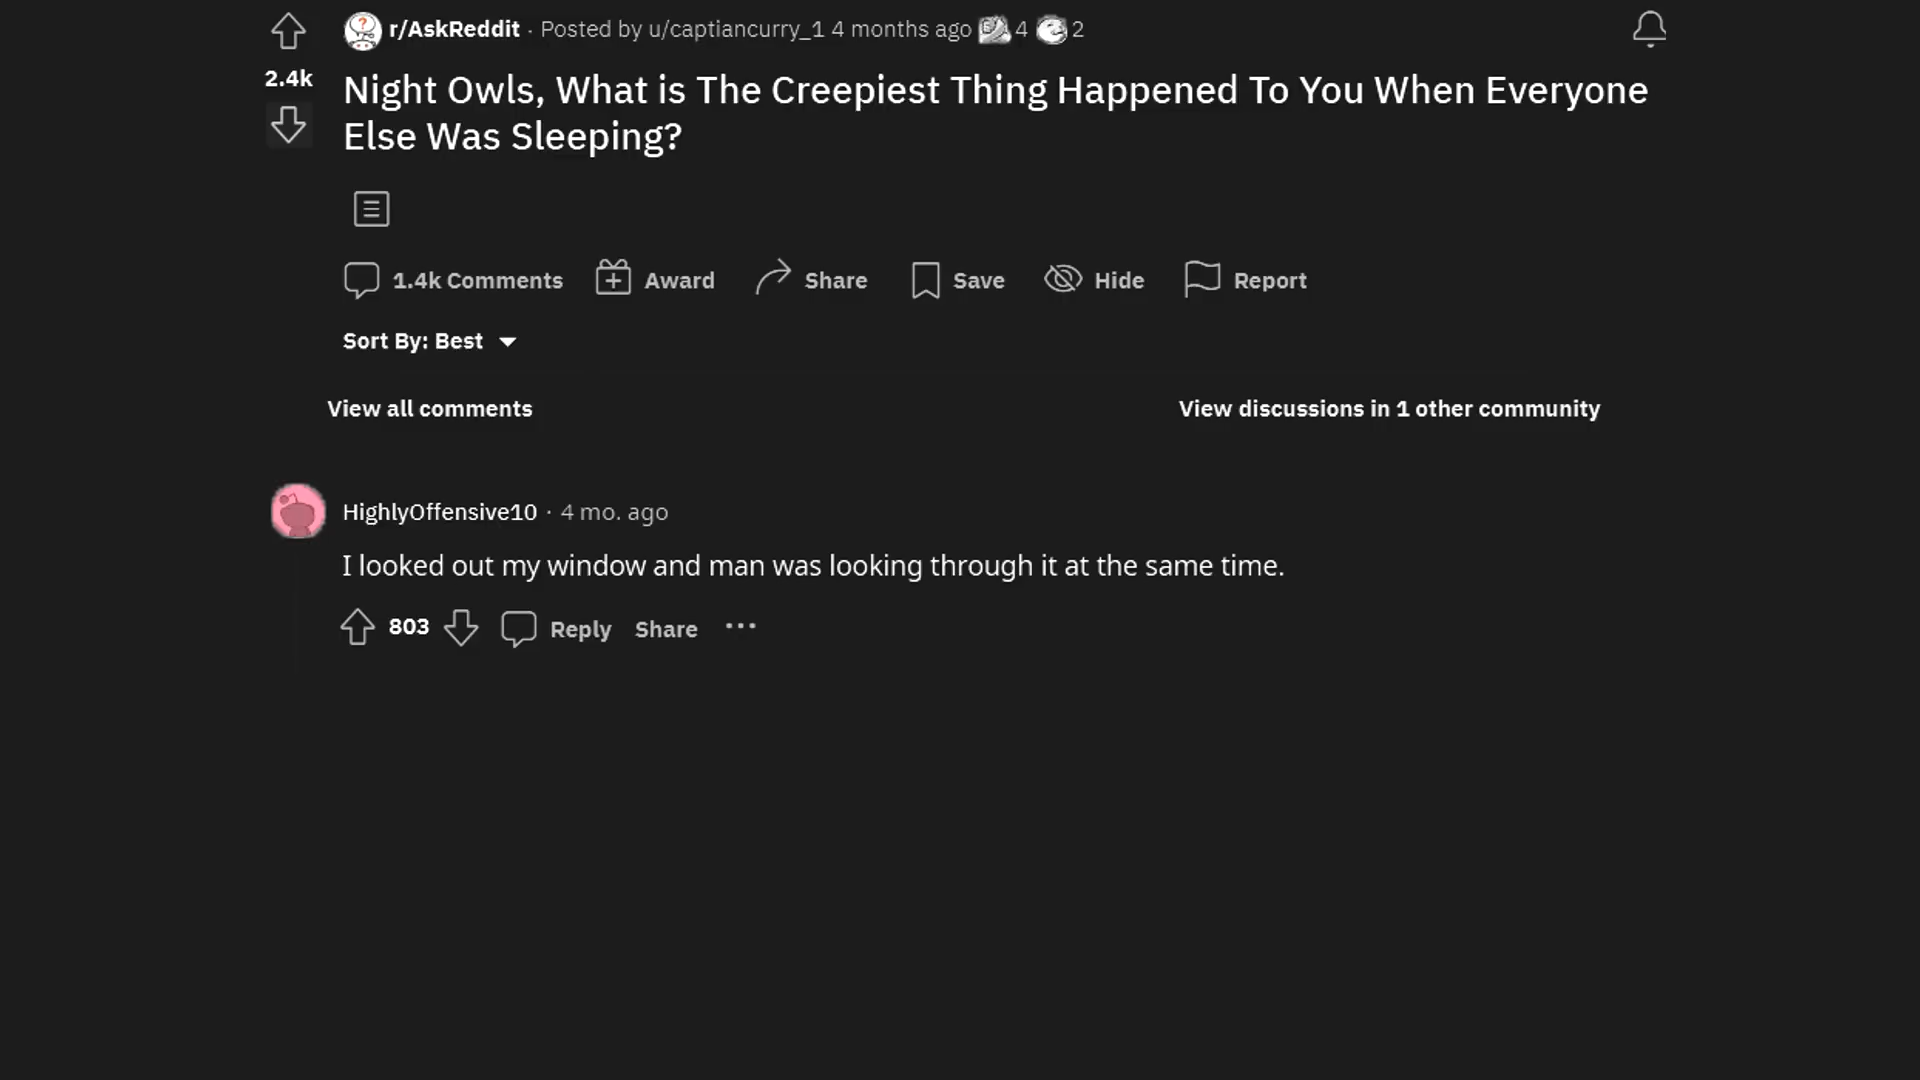 r/AskReddit · Posted by u/captiancurry_1 4 months ago 4 2
2.4k
Night Owls, What is The Creepiest Thing Happened To You When Everyone
Else Was Sleeping?
1.4k Comments Award Share Save Hide Report
Sort By: Best
View all comments View discussions in 1 other community
HighlyOffensive10 · 4 mo. ago
I looked out my window and man was looking through it at the same time.
803 Reply Share ···